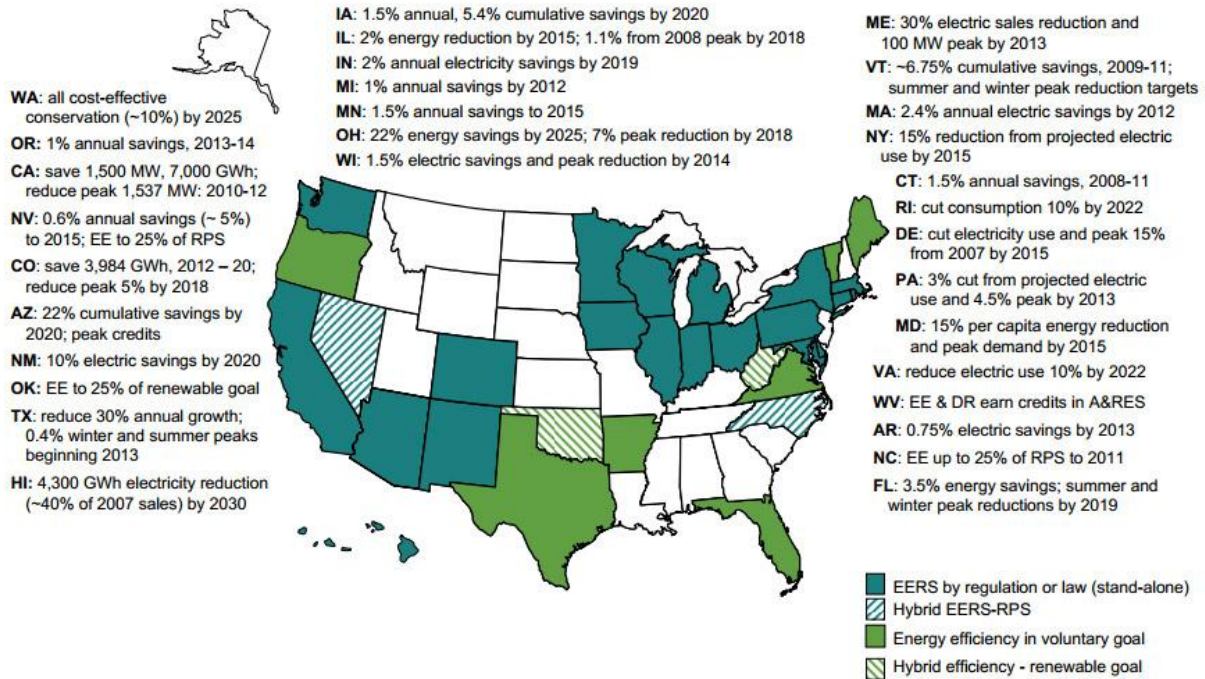 WA: all cost-effective
conservation (~10%) by 2025
OR: 1% annual savings, 2013-14
CA: save 1,500 MW, 7,000 GWh;
reduce peak 1,537 MW: 2010-12
NV: 0.6% annual savings (~ 5%)
to 2015; EE to 25% of RPS
CO: save 3,984 GWh, 2012 – 20;
reduce peak 5% by 2018
AZ: 22% cumulative savings by
2020; peak credits
NM: 10% electric savings by 2020
OK: EE to 25% of renewable goal
TX: reduce 30% annual growth;
0.4% winter and summer peaks
beginning 2013
HI: 4,300 GWh electricity reduction
(~40% of 2007 sales) by 2030
IA: 1.5% annual, 5.4% cumulative savings by 2020
IL: 2% energy reduction by 2015; 1.1% from 2008 peak by 2018
IN: 2% annual electricity savings by 2019
MI: 1% annual savings by 2012
MN: 1.5% annual savings to 2015
OH: 22% energy savings by 2025; 7% peak reduction by 2018
WI: 1.5% electric savings and peak reduction by 2014
ME: 30% electric sales reduction and
100 MW peak by 2013
VT: ~6.75% cumulative savings, 2009-11;
summer and winter peak reduction targets
MA: 2.4% annual electric savings by 2012
NY: 15% reduction from projected electric
use by 2015
CT: 1.5% annual savings, 2008-11
RI: cut consumption 10% by 2022
DE: cut electricity use and peak 15%
from 2007 by 2015
PA: 3% cut from projected electric
use and 4.5% peak by 2013
MD: 15% per capita energy reduction
and peak demand by 2015
VA: reduce electric use 10% by 2022
WV: EE & DR earn credits in A&RES
AR: 0.75% electric savings by 2013
NC: EE up to 25% of RPS to 2011
FL: 3.5% energy savings; summer and
winter peak reductions by 2019
EERS by regulation or law (stand-alone)
Hybrid EERS-RPS
Energy efficiency in voluntary goal
Hybrid efficiency - renewable goal